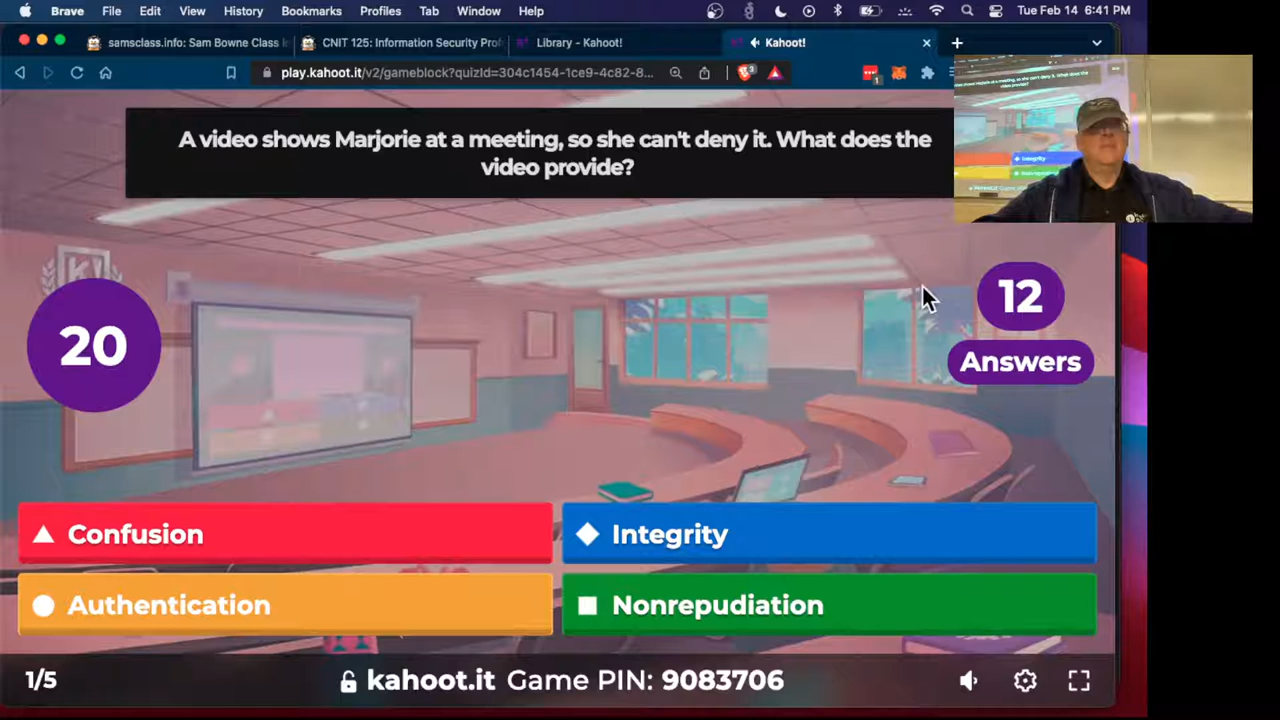 Brave File Edit View History Bookmarks Profiles Tab Window Help Tue Feb 14 6:41 PM
samsclass.info: Sam Bowne Class CNIT 125: Information Security Prof Library - Kahoot! Kahoot!
play.kahoot.it/v2/gameblock?quizId=304c1454-1ce9-4c82-8...
A video shows Marjorie at a meeting, so she can't deny it. What does the
video provide?
20
12
Answers
Confusion
Integrity
Authentication
Nonrepudiation
1/5
kahoot.it Game PIN: 9083706